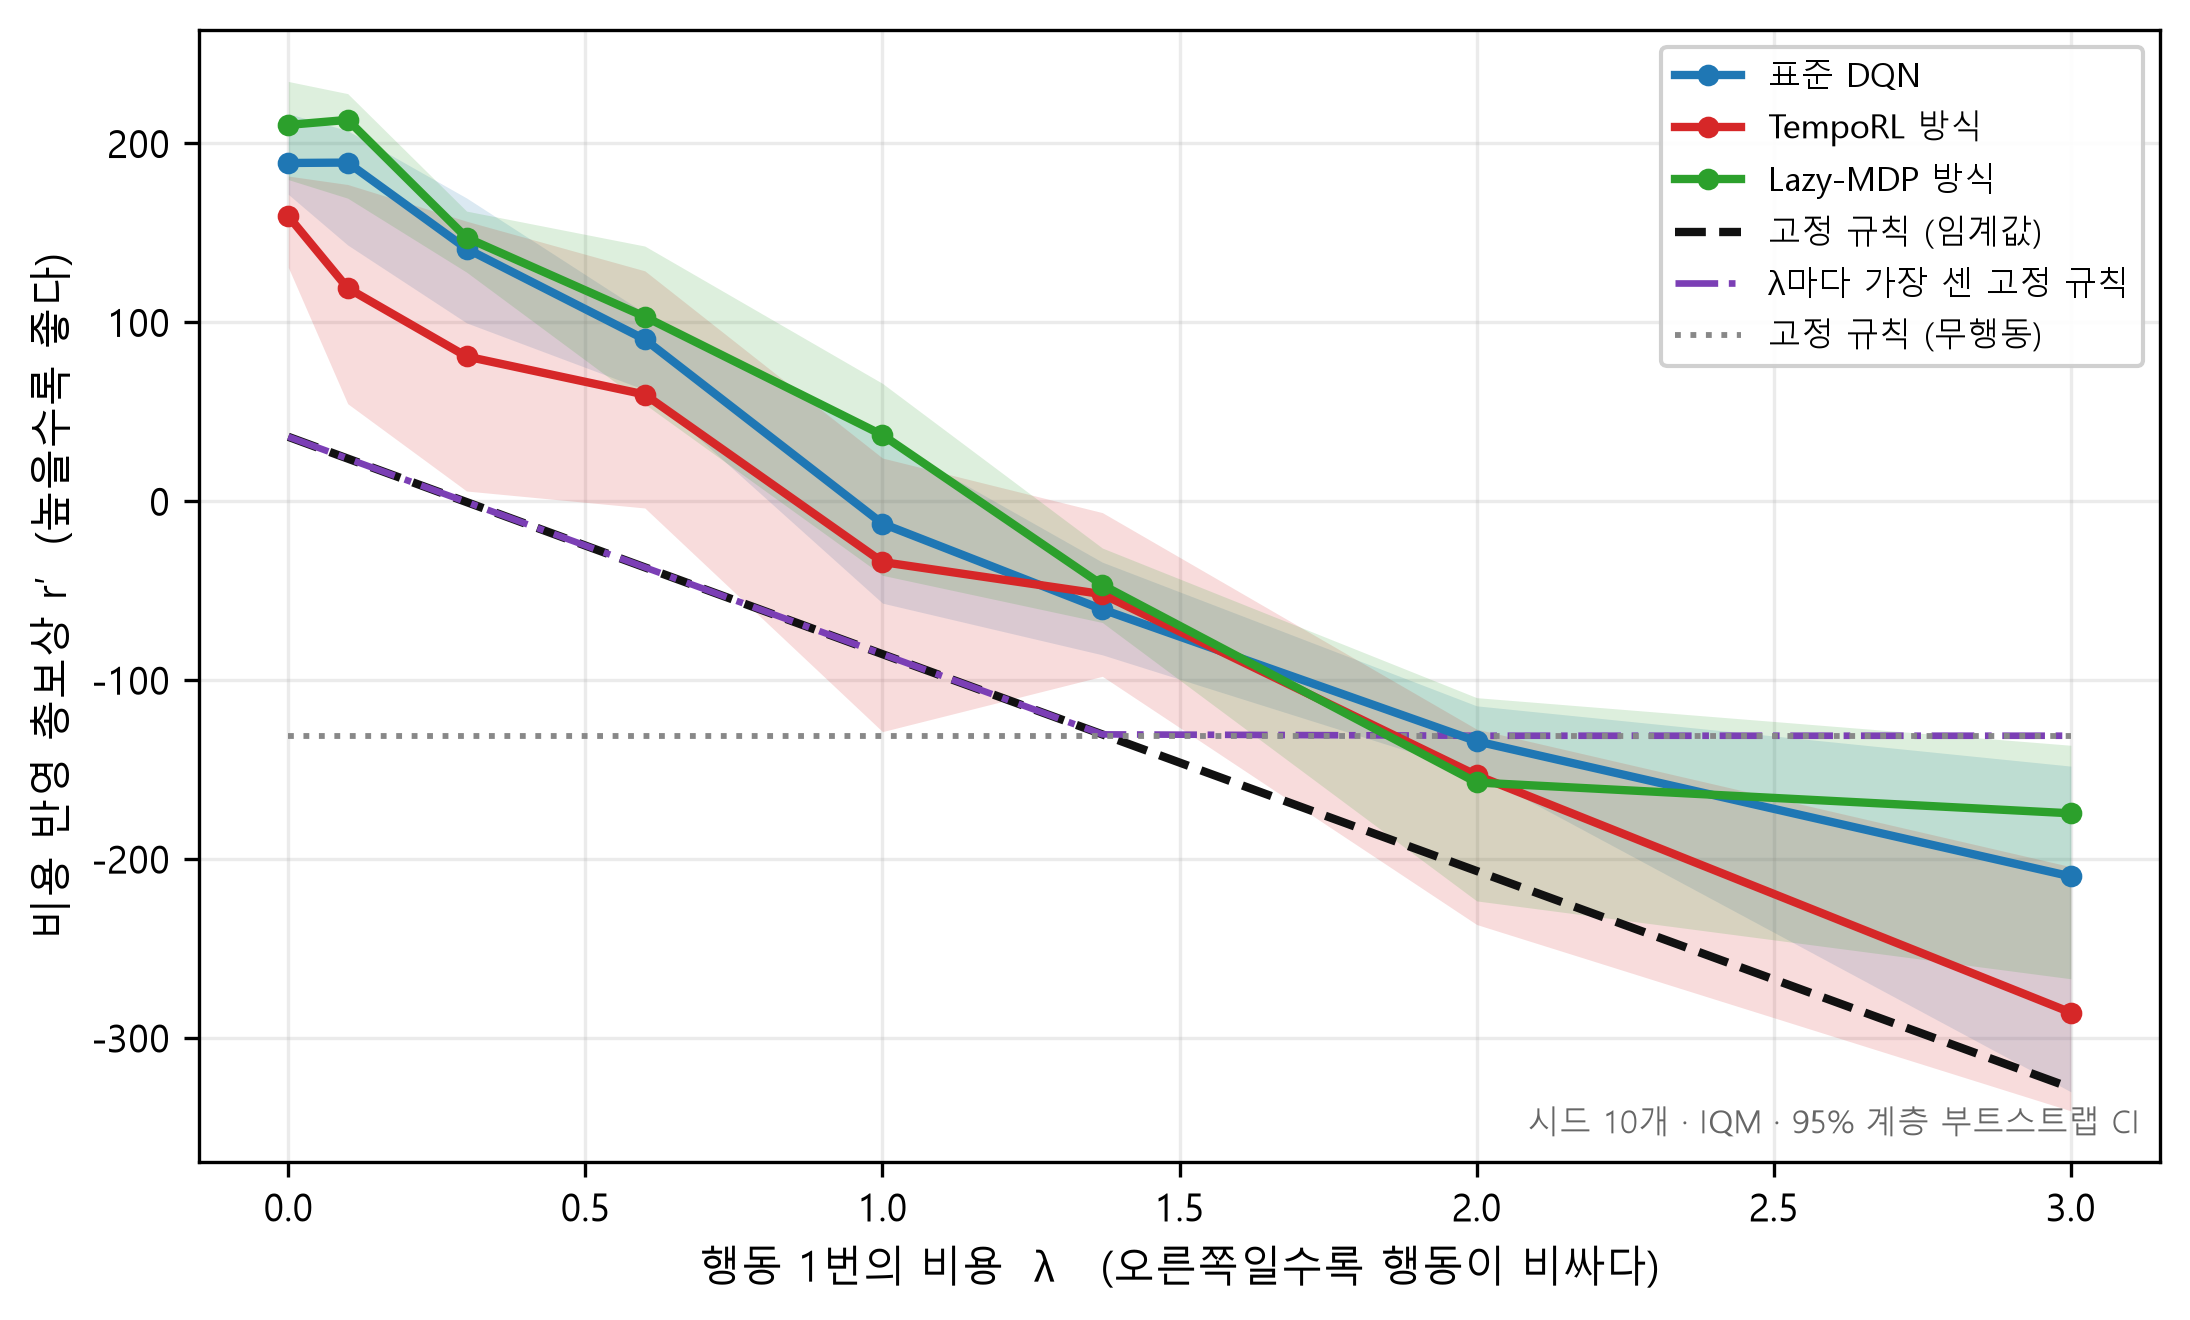 비용 반영 총보상 r′ (높을수록 좋다)
200
100
0
-100
-200
-300
표준 DQN
TempoRL 방식
Lazy-MDP 방식
고정 규칙 (임계값)
λ마다 가장 센 고정 규칙
고정 규칙 (무행동)
시드 10개 · IQM · 95% 계층 부트스트랩 CI
0.0 0.5 1.0 1.5 2.0 2.5 3.0
행동 1번의 비용 λ (오른쪽일수록 행동이 비싸다)